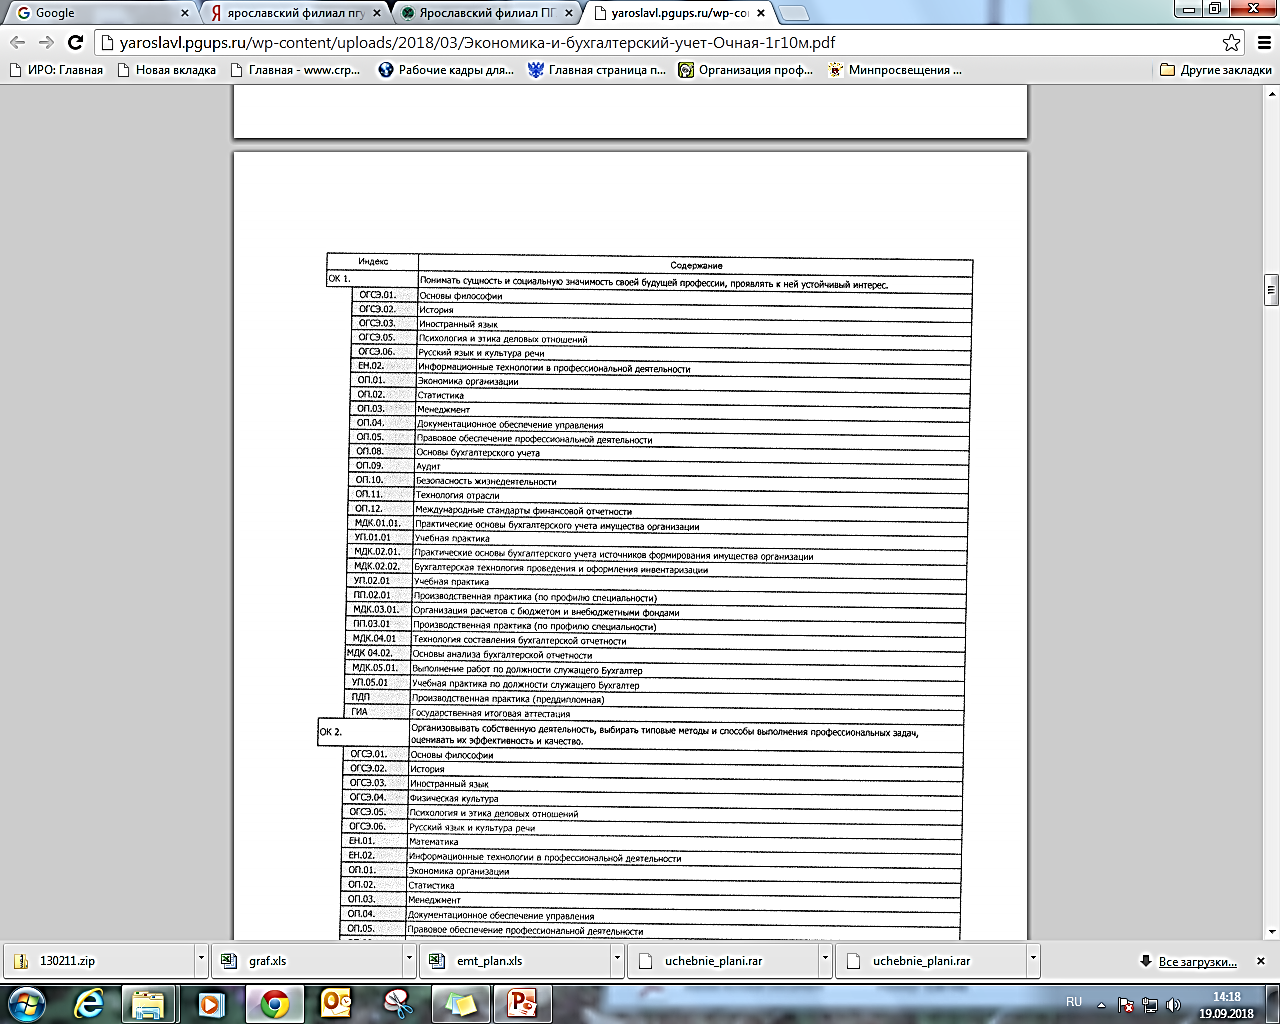 Google
ярославский филиал пгу
Ярославский филиал ПГ
yaroslavl.pgups.ru/wp-co
yaroslavl.pgups.ru/wp-content/uploads/2018/03/Экономика-и-бухгалтерский-учет-Очная-1г10м.pdf
ИРО: Главная
Новая вкладка
Главная - www.crp...
Рабочие кадры для...
Главная страница п...
Организация проф...
Минпросвещения ...
Другие закладки
Индекс Содержание
ОК 1. Понимать сущность и социальную значимость своей будущей профессии, проявлять к ней устойчивый интерес.
ОГСЭ.01. Основы философии
ОГСЭ.02. История
ОГСЭ.03. Иностранный язык
ОГСЭ.05. Психология и этика деловых отношений
ОГСЭ.06. Русский язык и культура речи
ЕН.02. Информационные технологии в профессиональной деятельности
ОП.01. Экономика организации
ОП.02. Статистика
ОП.03. Менеджмент
ОП.04. Документационное обеспечение управления
ОП.05. Правовое обеспечение профессиональной деятельности
ОП.08. Основы бухгалтерского учета
ОП.09. Аудит
ОП.10. Безопасность жизнедеятельности
ОП.11. Технология отрасли
ОП.12. Международные стандарты финансовой отчетности
МДК.01.01. Практические основы бухгалтерского учета имущества организации
УП.01.01 Учебная практика
МДК.02.01. Практические основы бухгалтерского учета источников формирования имущества организации
МДК.02.02. Бухгалтерская технология проведения и оформления инвентаризации
УП.02.01 Учебная практика
ПП.02.01 Производственная практика (по профилю специальности)
МДК.03.01. Организация расчетов с бюджетом и внебюджетными фондами
ПП.03.01 Производственная практика (по профилю специальности)
МДК.04.01 Технология составления бухгалтерской отчетности
МДК 04.02. Основы анализа бухгалтерской отчетности
МДК.05.01. Выполнение работ по должности служащего Бухгалтер
УП.05.01 Учебная практика по должности служащего Бухгалтер
ПДП Производственная практика (преддипломная)
ГИА Государственная итоговая аттестация
ОК 2. Организовывать собственную деятельность, выбирать типовые методы и способы выполнения профессиональных задач,
оценивать их эффективность и качество.
ОГСЭ.01. Основы философии
ОГСЭ.02. История
ОГСЭ.03. Иностранный язык
ОГСЭ.04. Физическая культура
ОГСЭ.05. Психология и этика деловых отношений
ОГСЭ.06. Русский язык и культура речи
ЕН.01. Математика
ЕН.02. Информационные технологии в профессиональной деятельности
ОП.01. Экономика организации
ОП.02. Статистика
ОП.03. Менеджмент
ОП.04. Документационное обеспечение управления
ОП.05. Правовое обеспечение профессиональной деятельности
130211.zip
graf.xls
emt_plan.xls
uchebnie_plani.rar
uchebnie_plani.rar
Все загрузки...
RU
14:18
19.09.2018